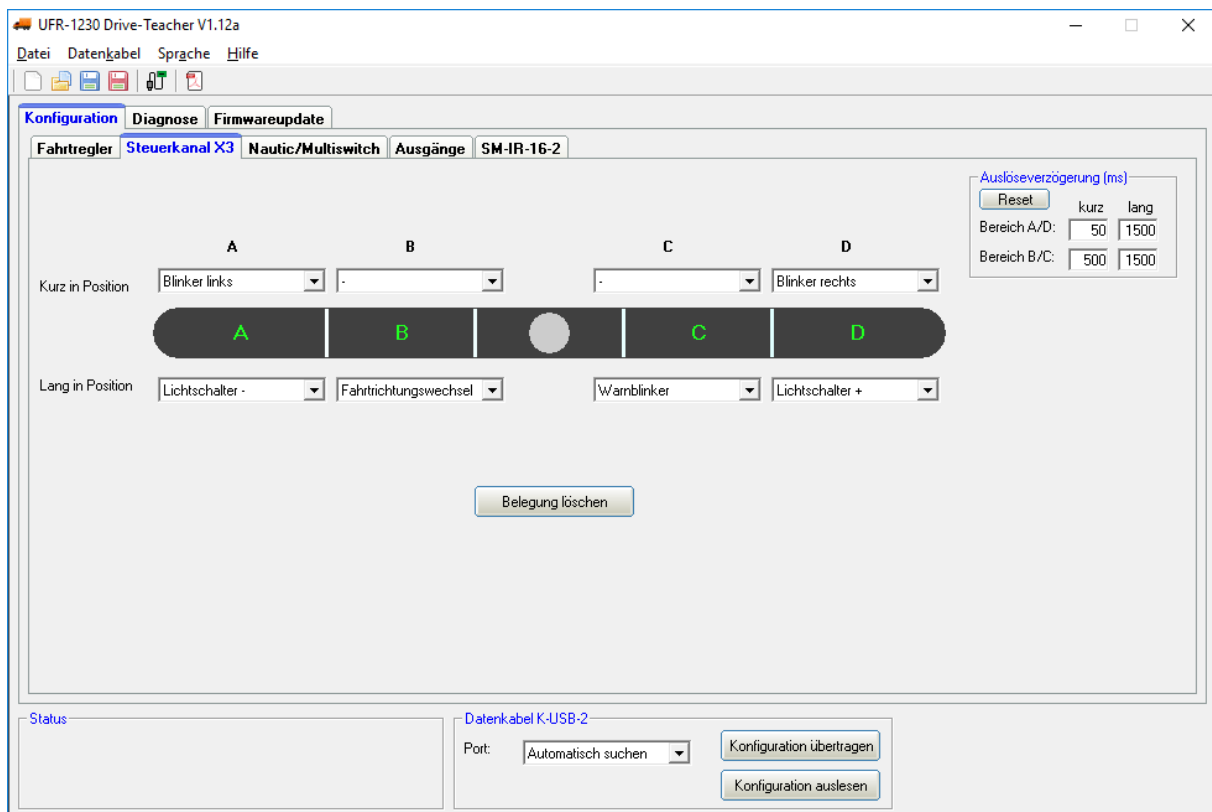 UFR-1230 Drive-Teacher V1.12a
Datei Datenkabel Sprache Hilfe
Konfiguration Diagnose Firmwareupdate
Fahrtregler Steuerkanal X3 Nautic/Multiswitch Ausgänge SM-IR-16-2
Auslöseverzögerung (ms)
Reset kurz lang
Bereich A/D: 50 1500
Bereich B/C: 500 1500
A B C D
Kurz in Position Blinker links - - Blinker rechts
A B C D
Lang in Position Lichtschalter - Fahrtrichtungswechsel Warnblinker Lichtschalter +
Belegung löschen
Status
Datenkabel K-USB-2
Port: Automatisch suchen Konfiguration übertragen
Konfiguration auslesen